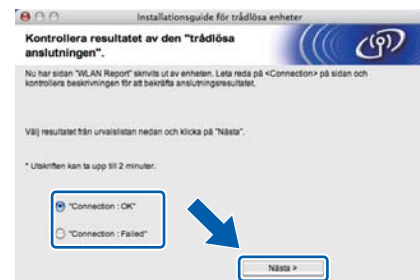 Installationsguide för trådlösa enheter
Kontrollera resultatet av den "trådlösa
anslutningen".
Nu har sidan "WLAN Report" skrivits ut av enheten. Leta reda på <Connection> på sidan och
kontrollera beskrivningen för att bekräfta anslutningsresultatet.
Välj resultatet från urvalslistan nedan och klicka på "Nästa".
* Utskriften kan ta upp till 2 minuter.
"Connection : OK"
"Connection : Failed"
Nästa >